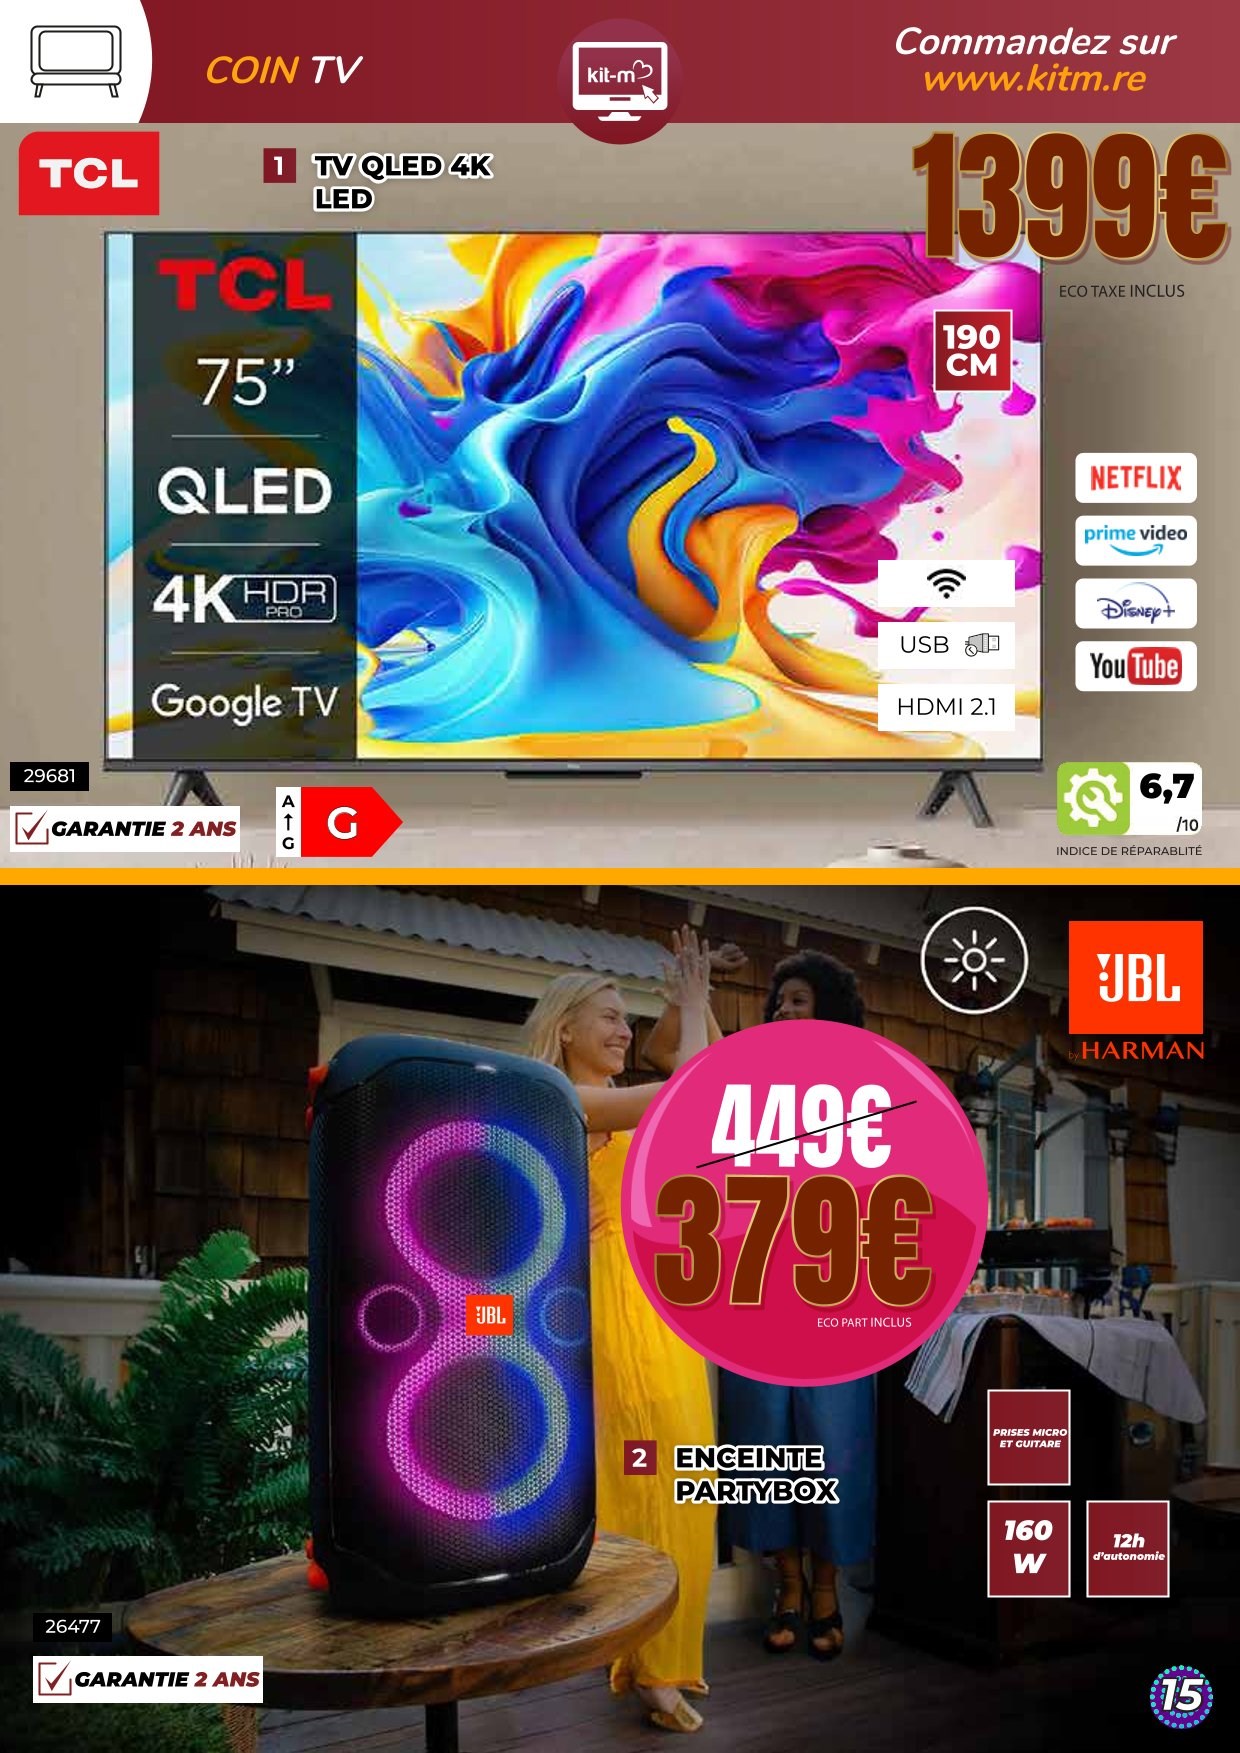 COIN TV
kit-m
Commandez sur
www.kitm.re
TCL
1 TV QLED 4K
LED
1399€
ECO TAXE INCLUS
TCL
75”
QLED
4K HDR
PRO
Google TV
190
CM
NETFLIX
prime video
Disney+
YouTube
USB
HDMI 2.1
29681
GARANTIE 2 ANS
A
↑
G
G
6,7
/10
INDICE DE RÉPARABLITÉ
JBL
by HARMAN
449€
379€
ECO PART INCLUS
JBL
2 ENCEINTE
PARTYBOX
PRISES MICRO
ET GUITARE
160
W
12h
d'autonomie
26477
GARANTIE 2 ANS
15